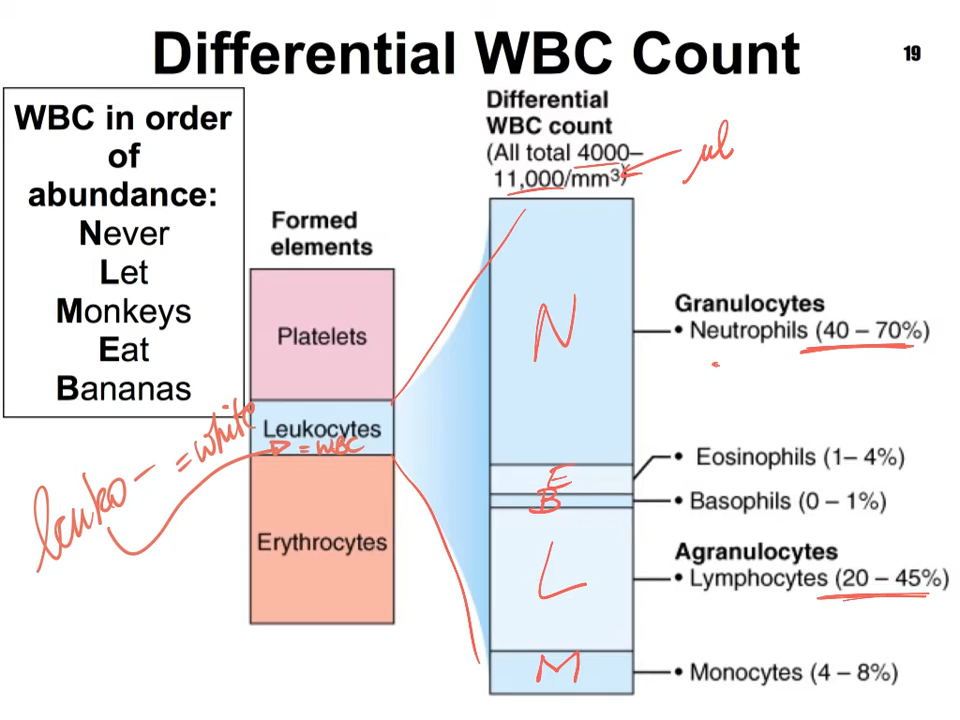 Differential WBC Count
19
WBC in order
of
abundance:
Never
Let
Monkeys
Eat
Bananas
Formed
elements
Platelets
Leukocytes
= WBC
Erythrocytes
leuko- = white
Differential
WBC count
(All total 4000–
11,000/mm³)
µl
N
E
B
L
M
Granulocytes
• Neutrophils (40 – 70%)
• Eosinophils (1– 4%)
• Basophils (0 – 1%)
Agranulocytes
• Lymphocytes (20 – 45%)
• Monocytes (4 – 8%)